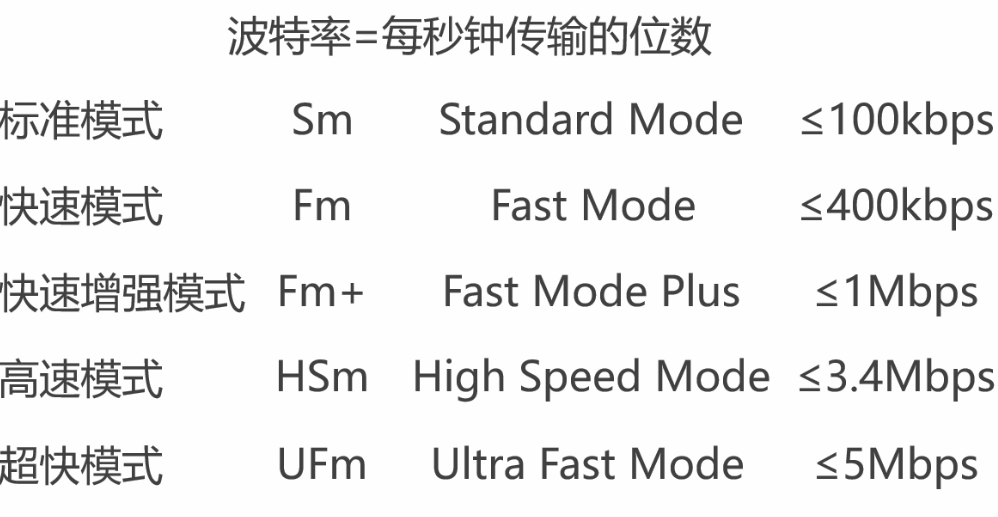 波特率=每秒钟传输的位数
标准模式 Sm Standard Mode ≤100kbps
快速模式 Fm Fast Mode ≤400kbps
快速增强模式 Fm+ Fast Mode Plus ≤1Mbps
高速模式 HSm High Speed Mode ≤3.4Mbps
超快模式 UFm Ultra Fast Mode ≤5Mbps